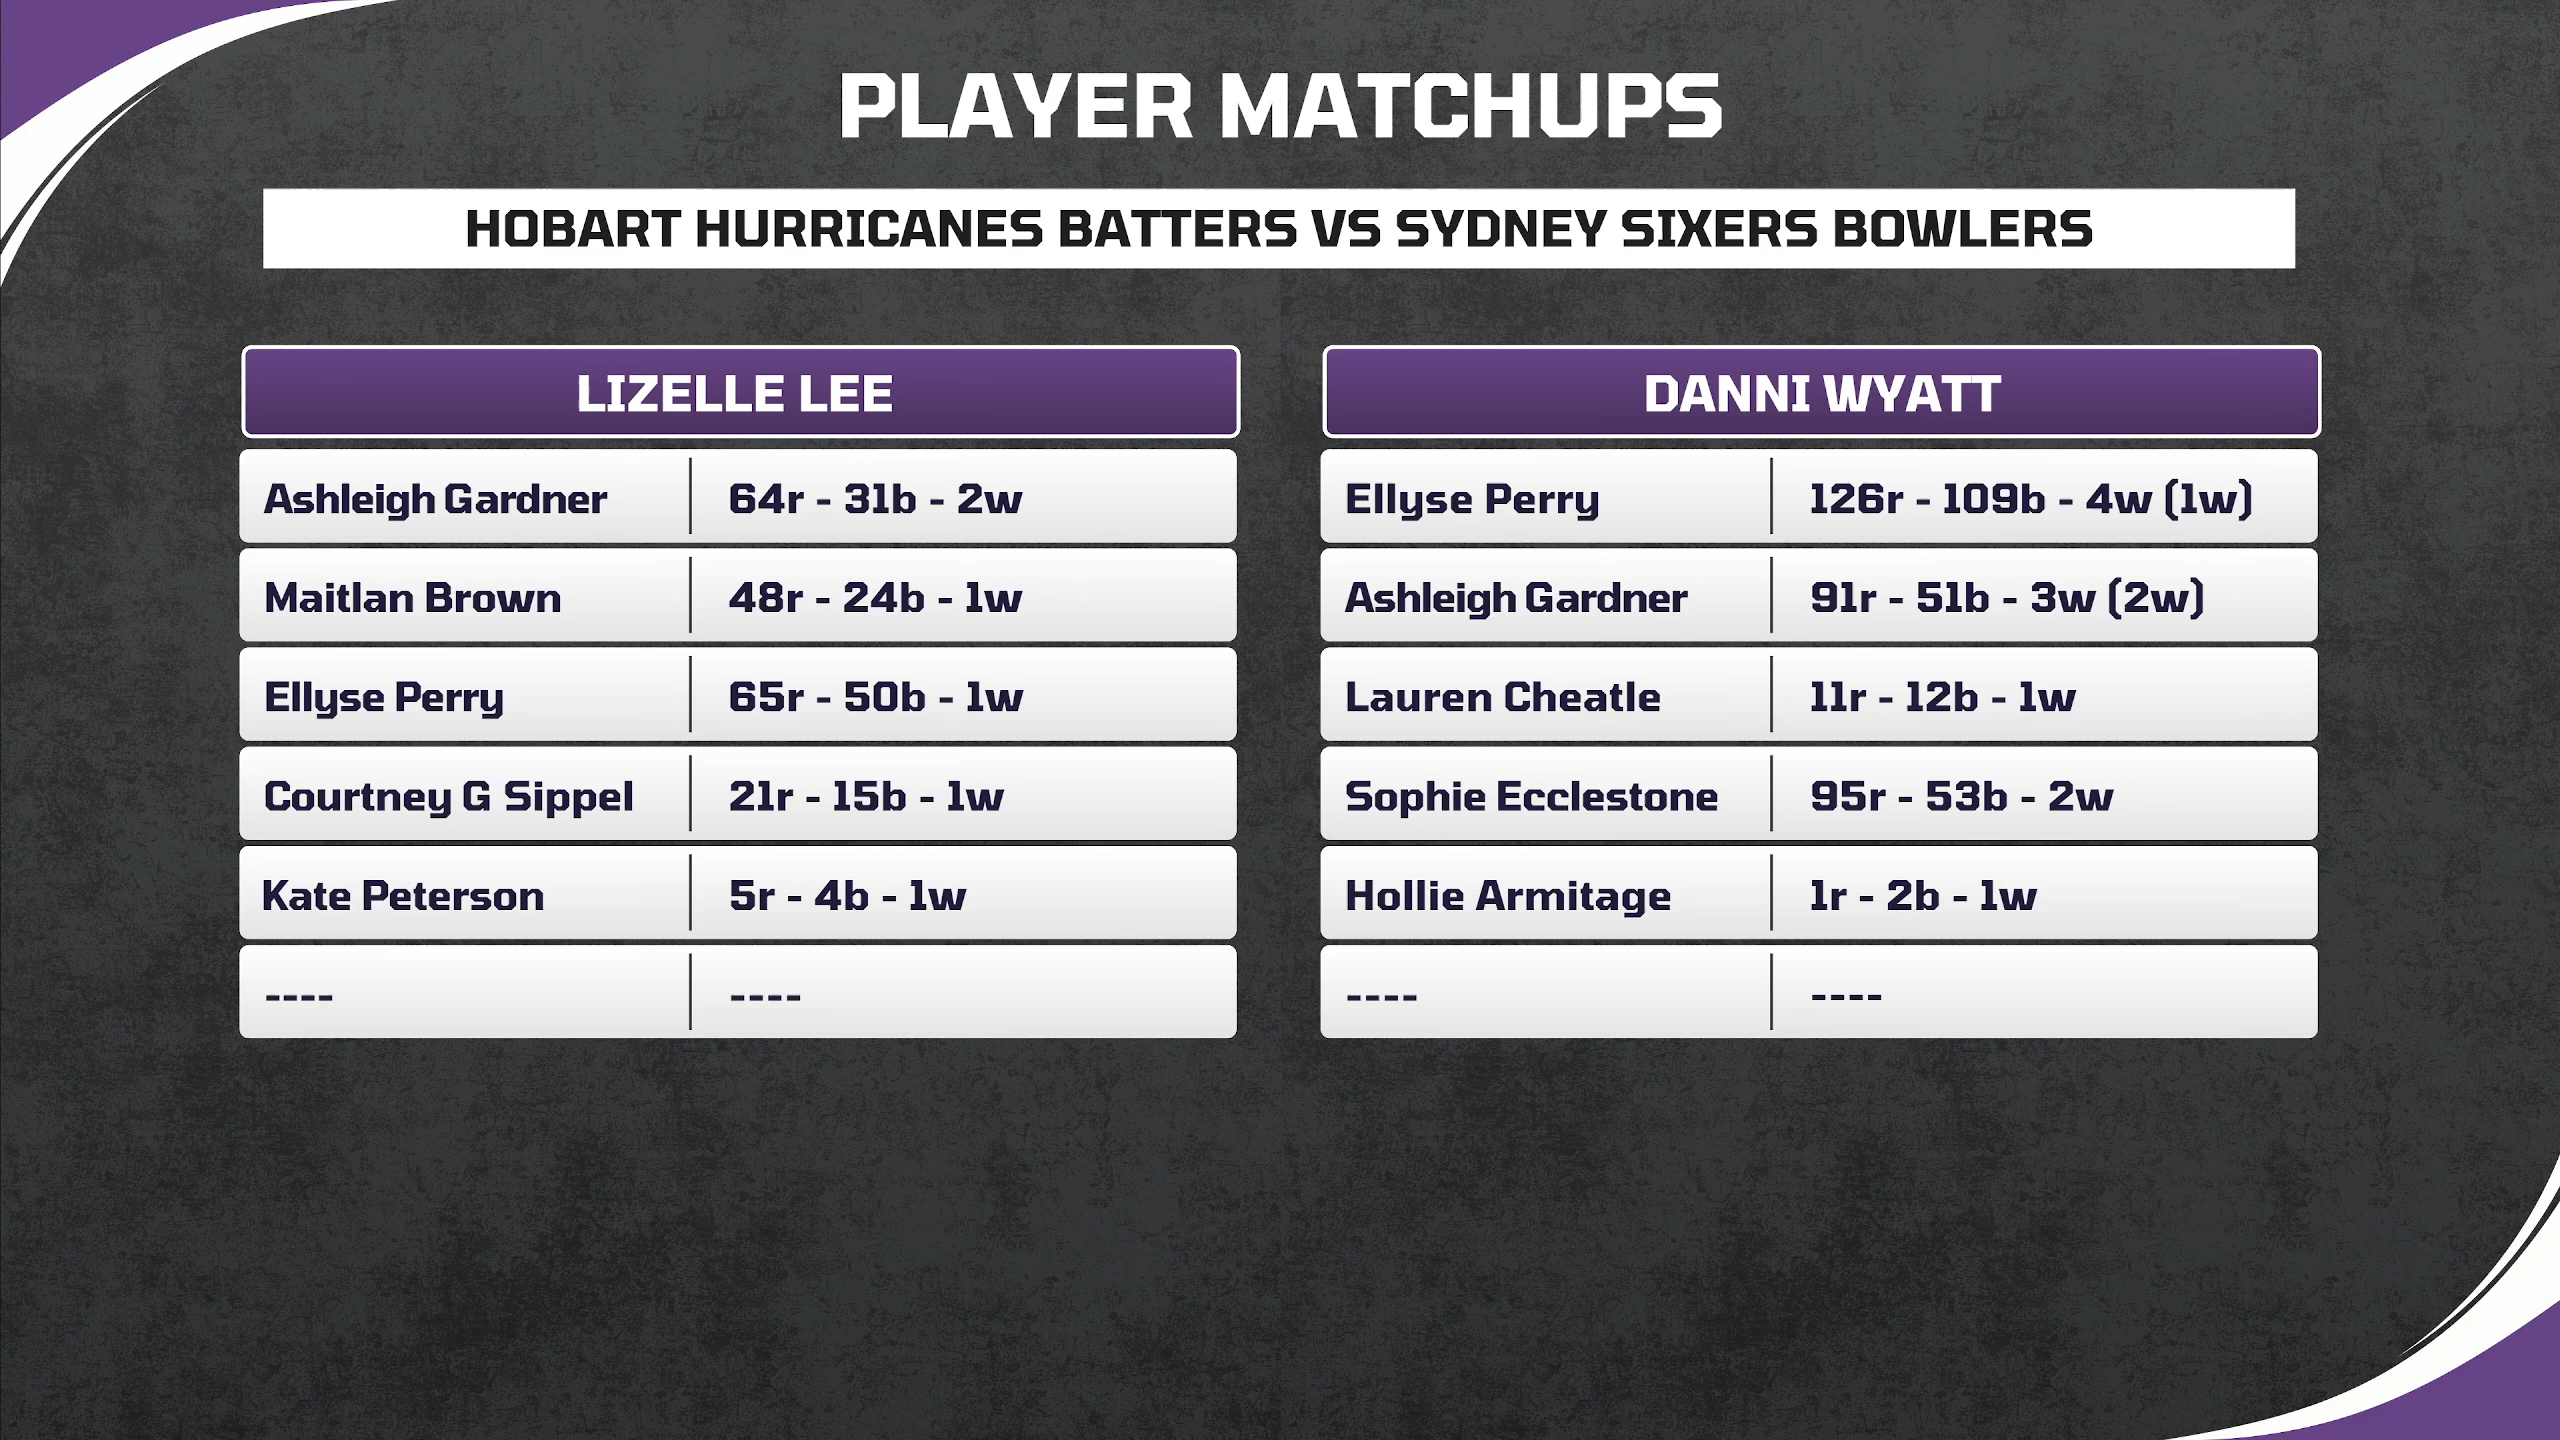 PLAYER MATCHUPS
HOBART HURRICANES BATTERS VS SYDNEY SIXERS BOWLERS
LIZELLE LEE
Ashleigh Gardner 64r - 31b - 2w
Maitlan Brown 48r - 24b - 1w
Ellyse Perry 65r - 50b - 1w
Courtney G Sippel 21r - 15b - 1w
Kate Peterson 5r - 4b - 1w
---- ----
DANNI WYATT
Ellyse Perry 126r - 109b - 4w (1w)
Ashleigh Gardner 91r - 51b - 3w (2w)
Lauren Cheatle 11r - 12b - 1w
Sophie Ecclestone 95r - 53b - 2w
Hollie Armitage 1r - 2b - 1w
---- ----